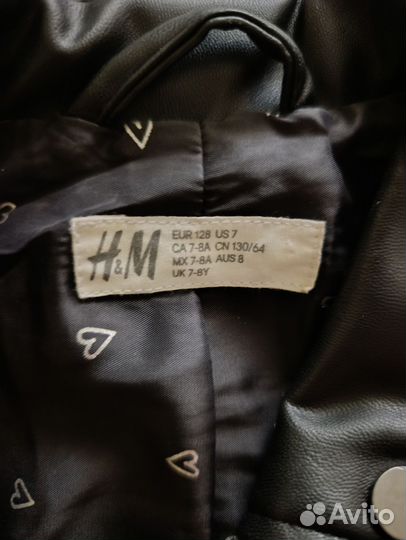 H&M
EUR 128 US 7
CA 7-8A CN 130/64
MX 7-8A AUS 8
UK 7-8Y
Avito